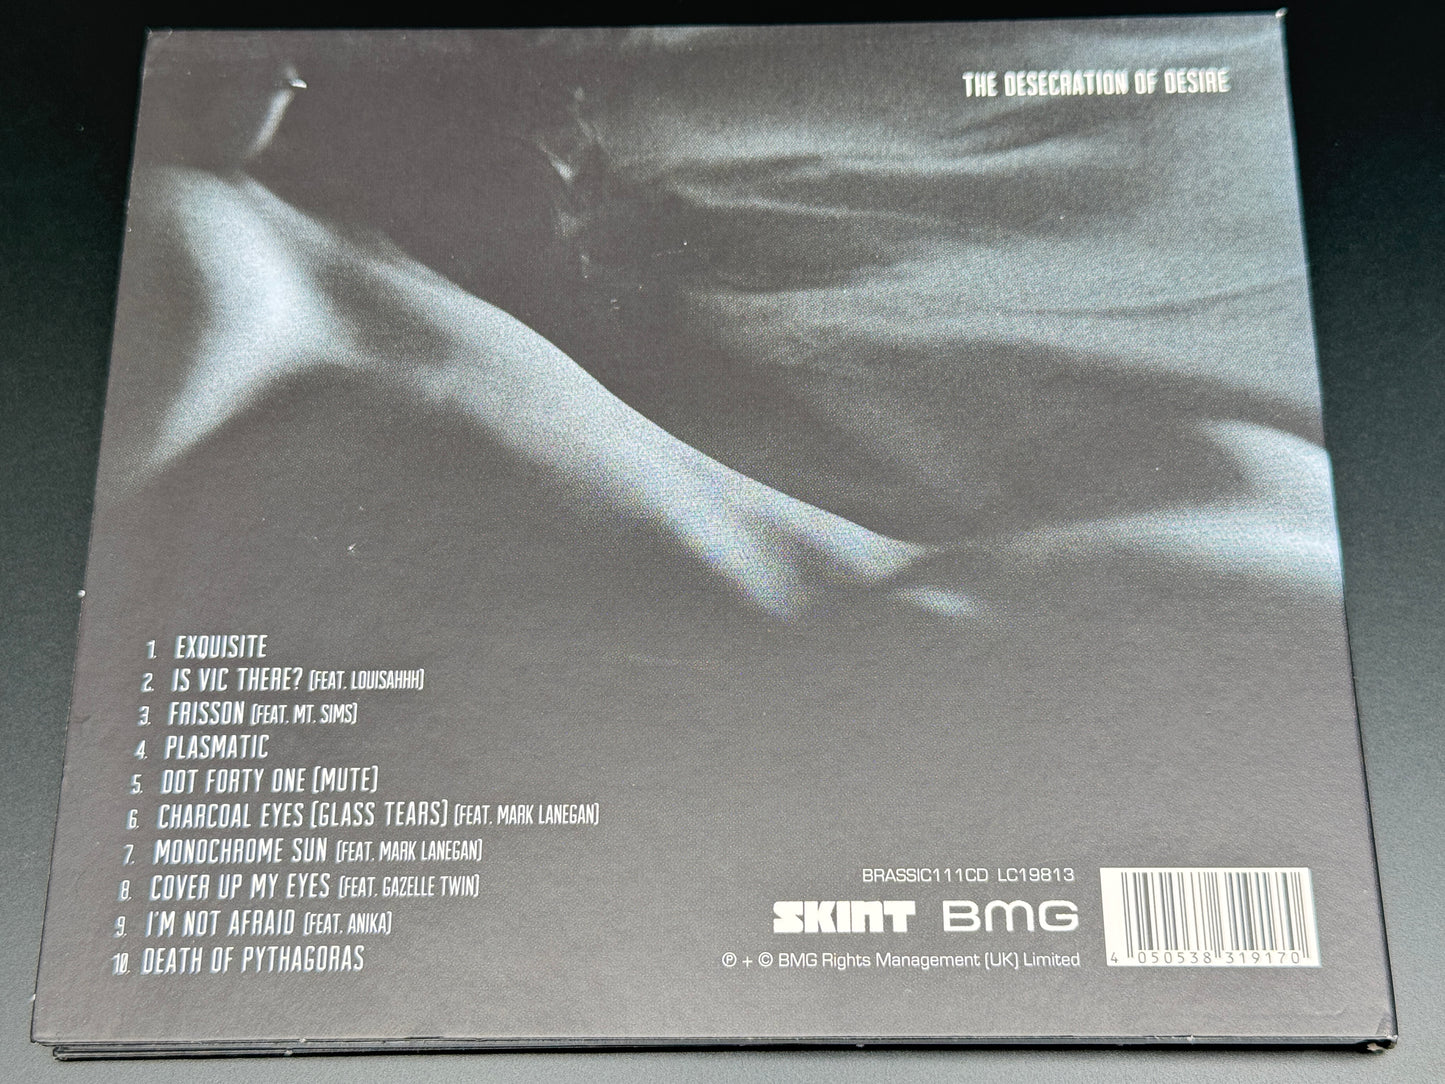 THE DESECRATION OF DESIRE
1. EXQUISITE
2. IS VIC THERE? (FEAT. LOUISAHHH)
3. FRISSON (FEAT. MT. SIMS)
4. PLASMATIC
5. DOT FORTY ONE (MUTE)
6. CHARCOAL EYES (GLASS TEARS) (FEAT. MARK LANEGAN)
7. MONOCHROME SUN (FEAT. MARK LANEGAN)
8. COVER UP MY EYES (FEAT. GAZELLE TWIN)
9. I'M NOT AFRAID (FEAT. ANIKA)
10. DEATH OF PYTHAGORAS
BRASSIC111CD LC19813
SKINT BMG
℗ + © BMG Rights Management (UK) Limited
4 050538 319170